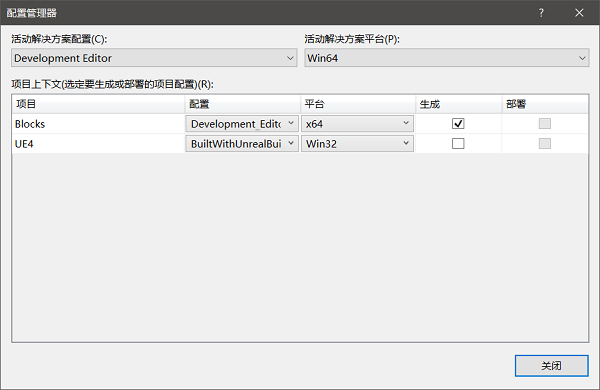 配置管理器
活动解决方案配置(C): 活动解决方案平台(P):
Development Editor Win64
项目上下文(选定要生成或部署的项目配置)(R):
项目 配置 平台 生成 部署
Blocks Development_Edito x64
UE4 BuiltWithUnrealBui Win32
关闭